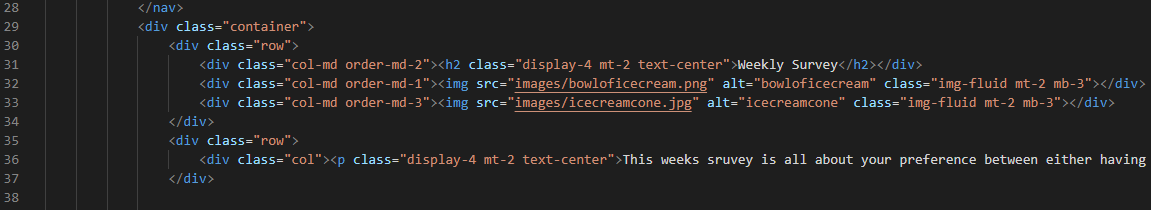 28 </nav>
29 <div class="container">
30 <div class="row">
31 <div class="col-md order-md-2"><h2 class="display-4 mt-2 text-center">Weekly Survey</h2></div>
32 <div class="col-md order-md-1"><img src="images/bowloficecream.png" alt="bowloficecream" class="img-fluid mt-2 mb-3"></div>
33 <div class="col-md order-md-3"><img src="images/icecreamcone.jpg" alt="icecreamcone" class="img-fluid mt-2 mb-3"></div>
34 </div>
35 <div class="row">
36 <div class="col"><p class="display-4 mt-2 text-center">This weeks sruvey is all about your preference between either having
37 </div>
38